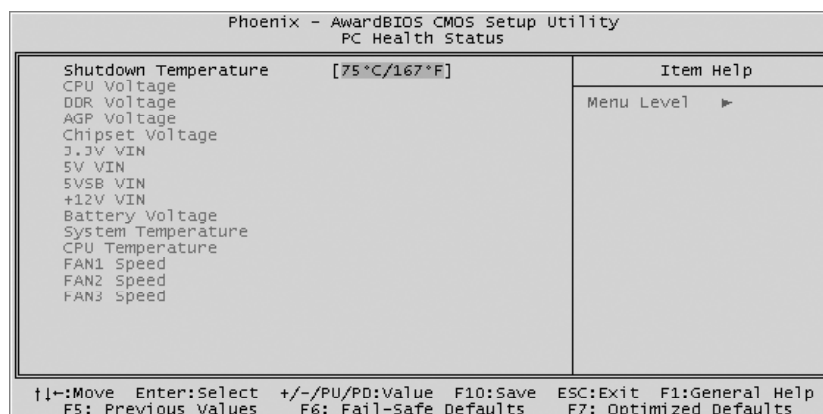 Phoenix - AwardBIOS CMOS Setup Utility
PC Health Status
Shutdown Temperature [75°C/167°F]
CPU Voltage
DDR Voltage
AGP Voltage
Chipset Voltage
3.3V VIN
5V VIN
5VSB VIN
+12V VIN
Battery Voltage
System Temperature
CPU Temperature
FAN1 Speed
FAN2 Speed
FAN3 Speed
Item Help
Menu Level ►
↑↓←:Move Enter:Select +/-/PU/PD:Value F10:Save ESC:Exit F1:General Help
F5: Previous Values F6: Fail-Safe Defaults F7: Optimized Defaults